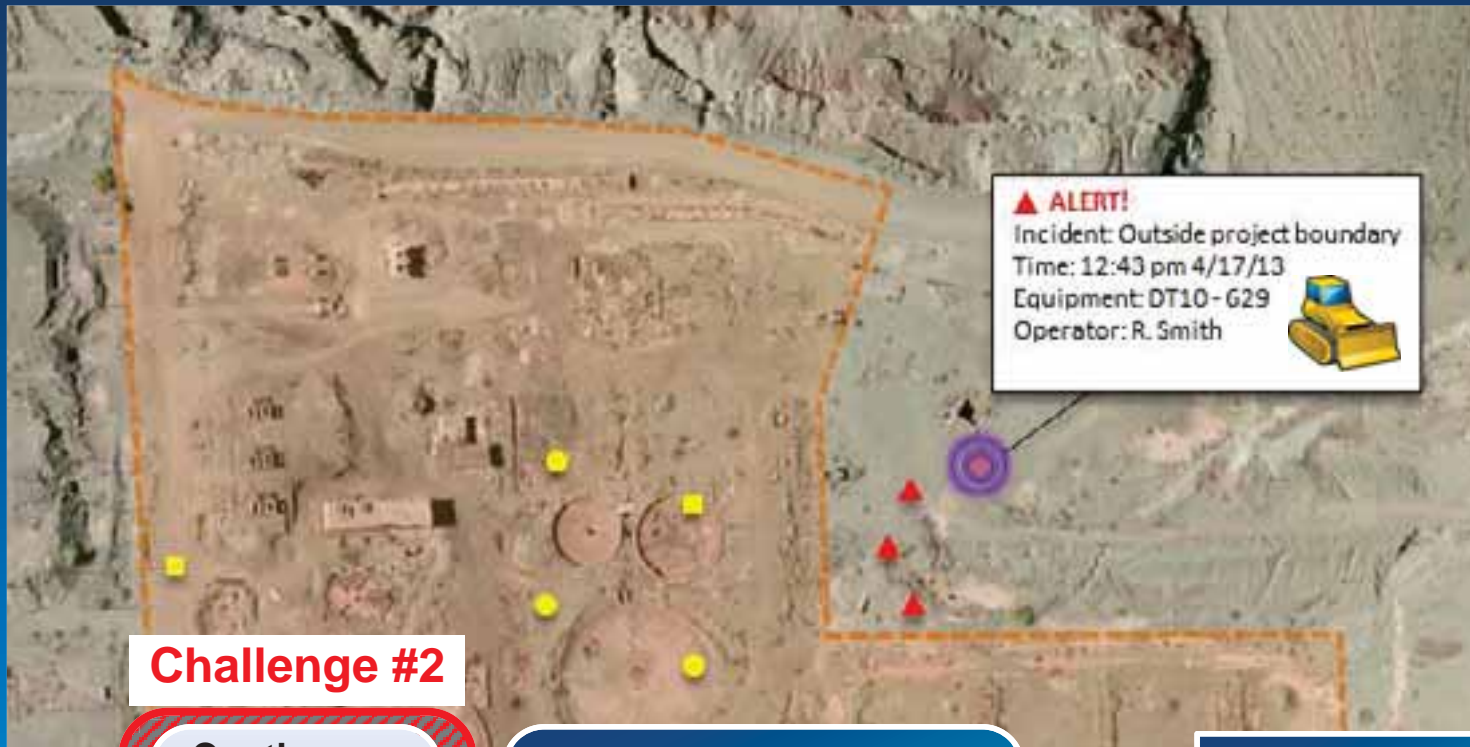 ALERT!
Incident: Outside project boundary
Time: 12:43 pm 4/17/13
Equipment: DT10 - G29
Operator: R. Smith
Challenge #2